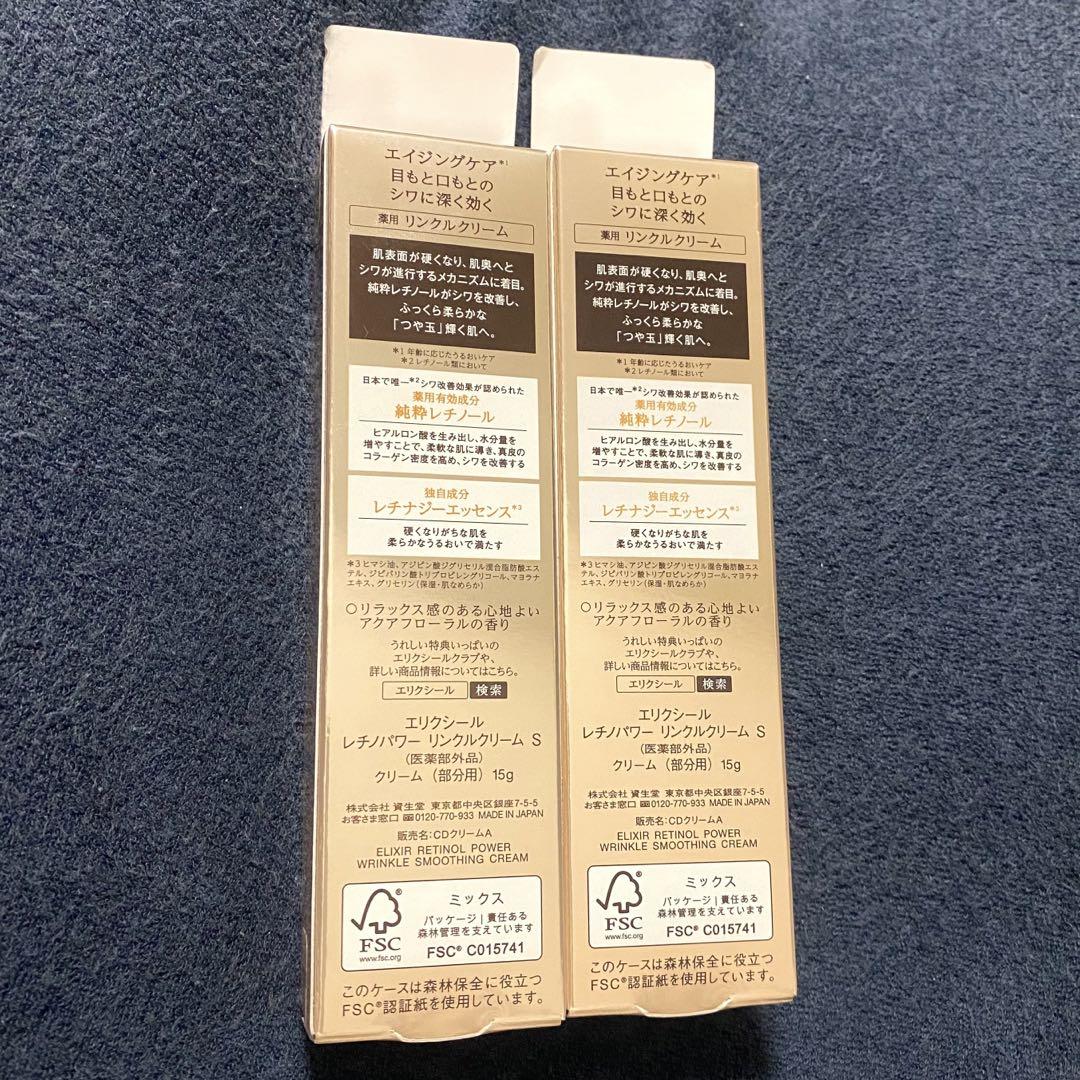 エイジングケア*1
目もと口もとの
シワに深く効く
薬用 リンクルクリーム
肌表面が硬くなり、肌奥へと
シワが進行するメカニズムに着目。
純粋レチノールがシワを改善し、
ふっくら柔らかな
「つや玉」輝く肌へ。
*1 年齢に応じたうるおいケア
*2 レチノール類において
日本で唯一*2シワ改善効果が認められた
薬用有効成分
純粋レチノール
ヒアルロン酸を生み出し、水分量を
増やすことで、柔軟な肌に導き、真皮の
コラーゲン密度を高め、シワを改善する
独自成分
レチナジーエッセンス*3
硬くなりがちな肌を
柔らかなうるおいで満たす
*3 ヒマシ油、アジピン酸ジグリセリル混合脂肪酸エス
テル、ジピバリン酸トリプロピレングリコール、マヨラナ
エキス、グリセリン(保湿・肌なめらか)
○リラックス感のある心地よい
アクアフローラルの香り
うれしい特典いっぱいの
エリクシールクラブや、
詳しい商品情報についてはこちら。
エリクシール 検索
エリクシール
レチノパワー リンクルクリーム S
(医薬部外品)
クリーム (部分用) 15g
株式会社 資生堂 東京都中央区銀座7-5-5
お客さま窓口 0120-770-933 MADE IN JAPAN
販売名:CDクリームA
ELIXIR RETINOL POWER
WRINKLE SMOOTHING CREAM
FSC®
www.fsc.org
ミックス
パッケージ|責任ある
森林管理を支えています
FSC® C015741
このケースは森林保全に役立つ
FSC®認証紙を使用しています。
エイジングケア*1
目もと口もとの
シワに深く効く
薬用 リンクルクリーム
肌表面が硬くなり、肌奥へと
シワが進行するメカニズムに着目。
純粋レチノールがシワを改善し、
ふっくら柔らかな
「つや玉」輝く肌へ。
*1 年齢に応じたうるおいケア
*2 レチノール類において
日本で唯一*2シワ改善効果が認められた
薬用有効成分
純粋レチノール
ヒアルロン酸を生み出し、水分量を
増やすことで、柔軟な肌に導き、真皮の
コラーゲン密度を高め、シワを改善する
独自成分
レチナジーエッセンス*3
硬くなりがちな肌を
柔らかなうるおいで満たす
*3 ヒマシ油、アジピン酸ジグリセリル混合脂肪酸エス
テル、ジピバリン酸トリプロピレングリコール、マヨラナ
エキス、グリセリン(保湿・肌なめらか)
○リラックス感のある心地よい
アクアフローラルの香り
うれしい特典いっぱいの
エリクシールクラブや、
詳しい商品情報についてはこちら。
エリクシール 検索
エリクシール
レチノパワー リンクルクリーム S
(医薬部外品)
クリーム (部分用) 15g
株式会社 資生堂 東京都中央区銀座7-5-5
お客さま窓口 0120-770-933 MADE IN JAPAN
販売名:CDクリームA
ELIXIR RETINOL POWER
WRINKLE SMOOTHING CREAM
FSC®
www.fsc.org
ミックス
パッケージ|責任ある
森林管理を支えています
FSC® C015741
このケースは森林保全に役立つ
FSC®認証紙を使用しています。